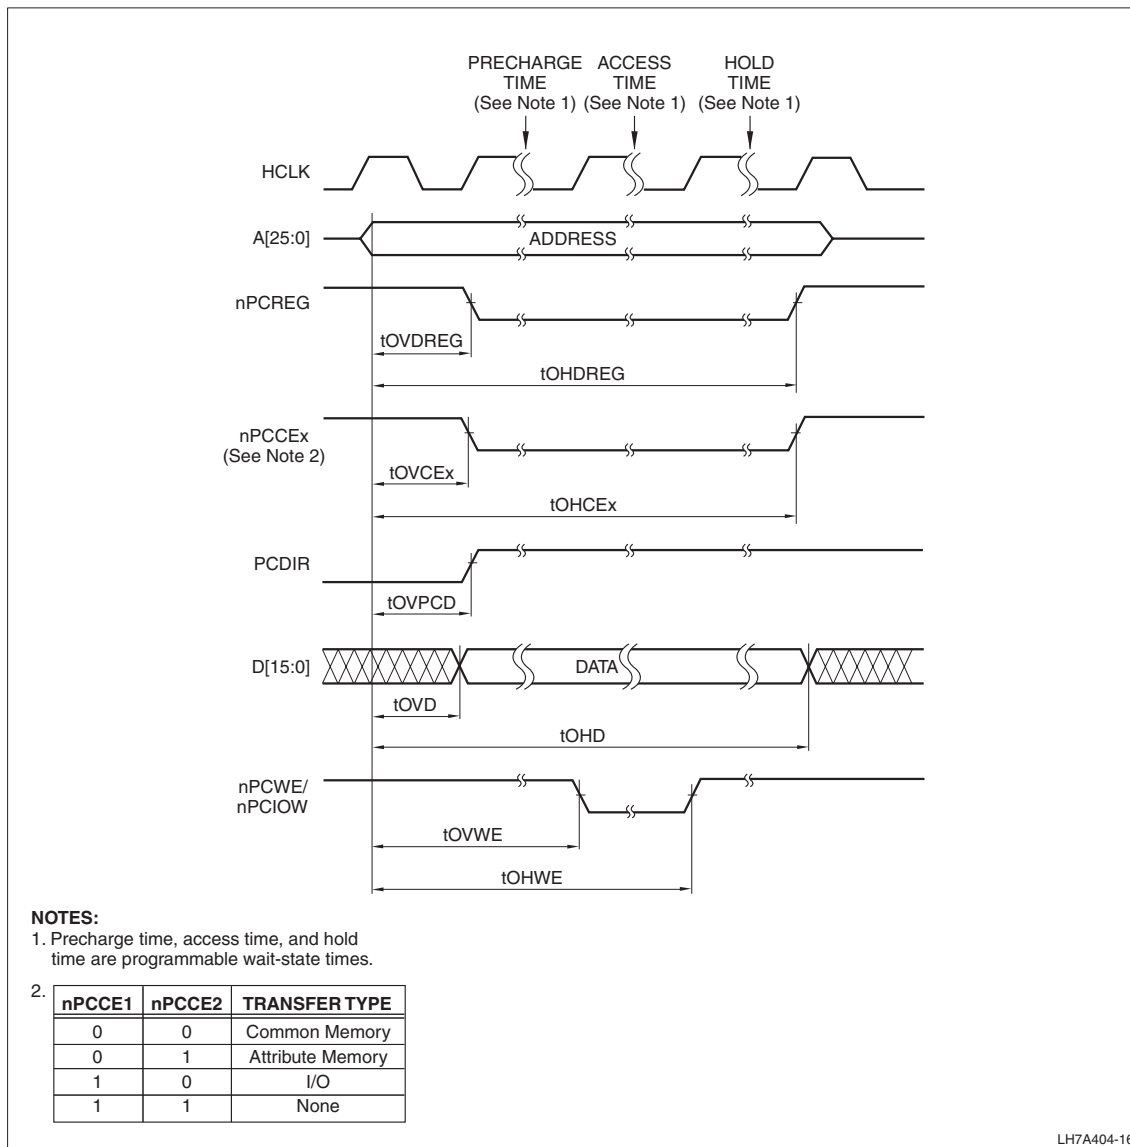 PRECHARGE TIME (See Note 1)
ACCESS TIME (See Note 1)
HOLD TIME (See Note 1)
HCLK
A[25:0]
ADDRESS
nPCREG
tOVDREG
tOHDREG
nPCCEx
(See Note 2)
tOVCEx
tOHCEx
PCDIR
tOVPCD
D[15:0]
DATA
tOVD
tOHD
nPCWE/
nPCIOW
tOVWE
tOHWE
NOTES:
1. Precharge time, access time, and hold
time are programmable wait-state times.
2.
nPCCE1 nPCCE2 TRANSFER TYPE
0 0 Common Memory
0 1 Attribute Memory
1 0 I/O
1 1 None
LH7A404-16